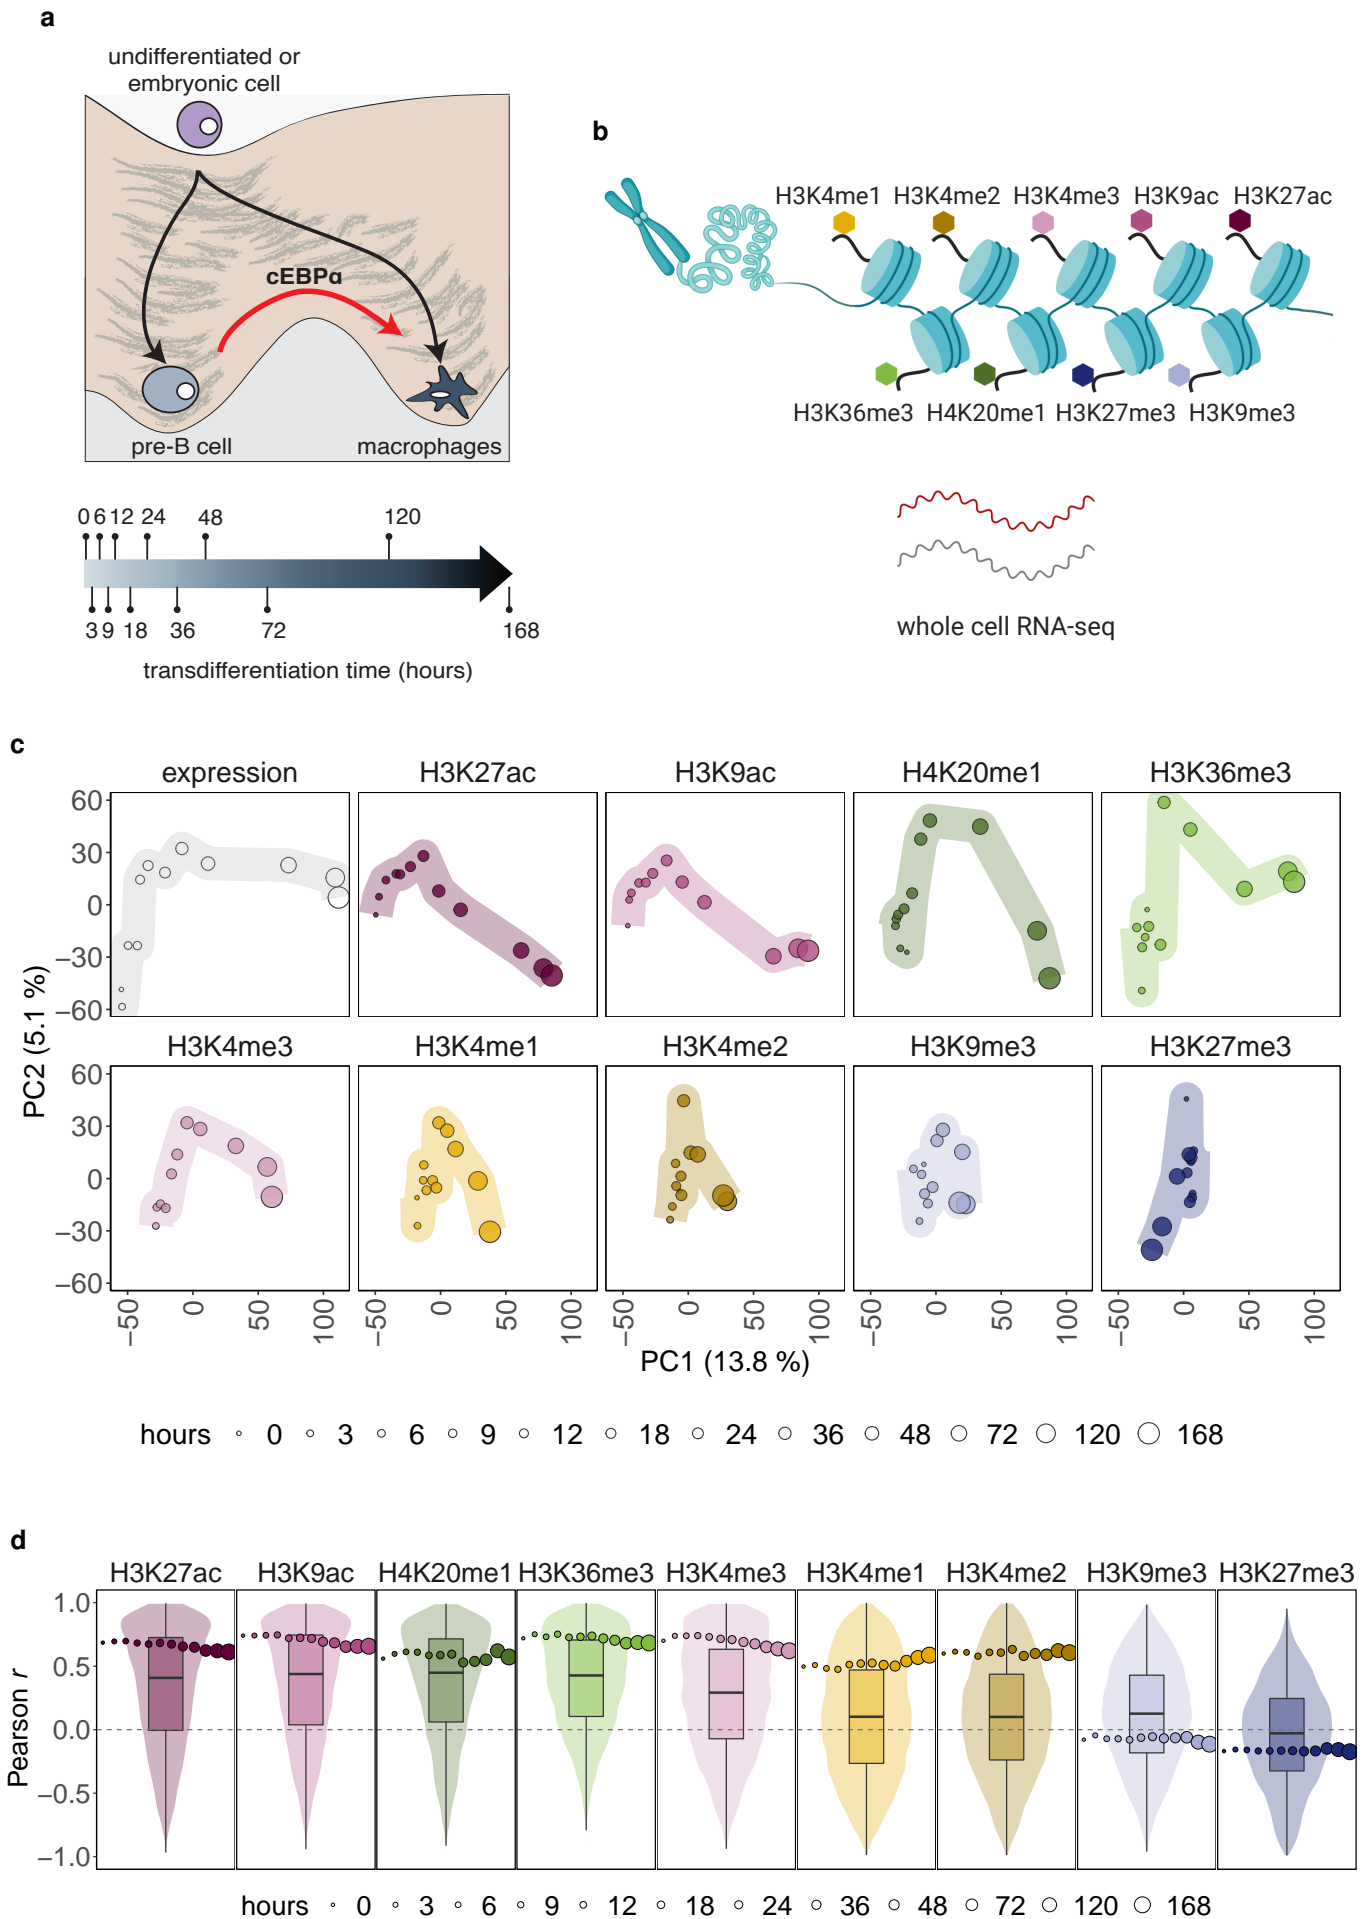 a
undifferentiated or
embryonic cell
cEBPα
pre-B cell
macrophages
0 6 12 24 48 120
3 9 18 36 72 168
transdifferentiation time (hours)
b
H3K4me1 H3K4me2 H3K4me3 H3K9ac H3K27ac
H3K36me3 H4K20me1 H3K27me3 H3K9me3
whole cell RNA-seq
c
expression H3K27ac H3K9ac H4K20me1 H3K36me3
60
30
0
−30
−60
PC2 (5.1 %)
H3K4me3 H3K4me1 H3K4me2 H3K9me3 H3K27me3
60
30
0
−30
−60
−50 0 50 100 −50 0 50 100 −50 0 50 100 −50 0 50 100 −50 0 50 100
PC1 (13.8 %)
hours 0 3 6 9 12 18 24 36 48 72 120 168
d
H3K27ac H3K9ac H4K20me1 H3K36me3 H3K4me3 H3K4me1 H3K4me2 H3K9me3 H3K27me3
1.0
0.5
0.0
−0.5
−1.0
Pearson r
hours 0 3 6 9 12 18 24 36 48 72 120 168